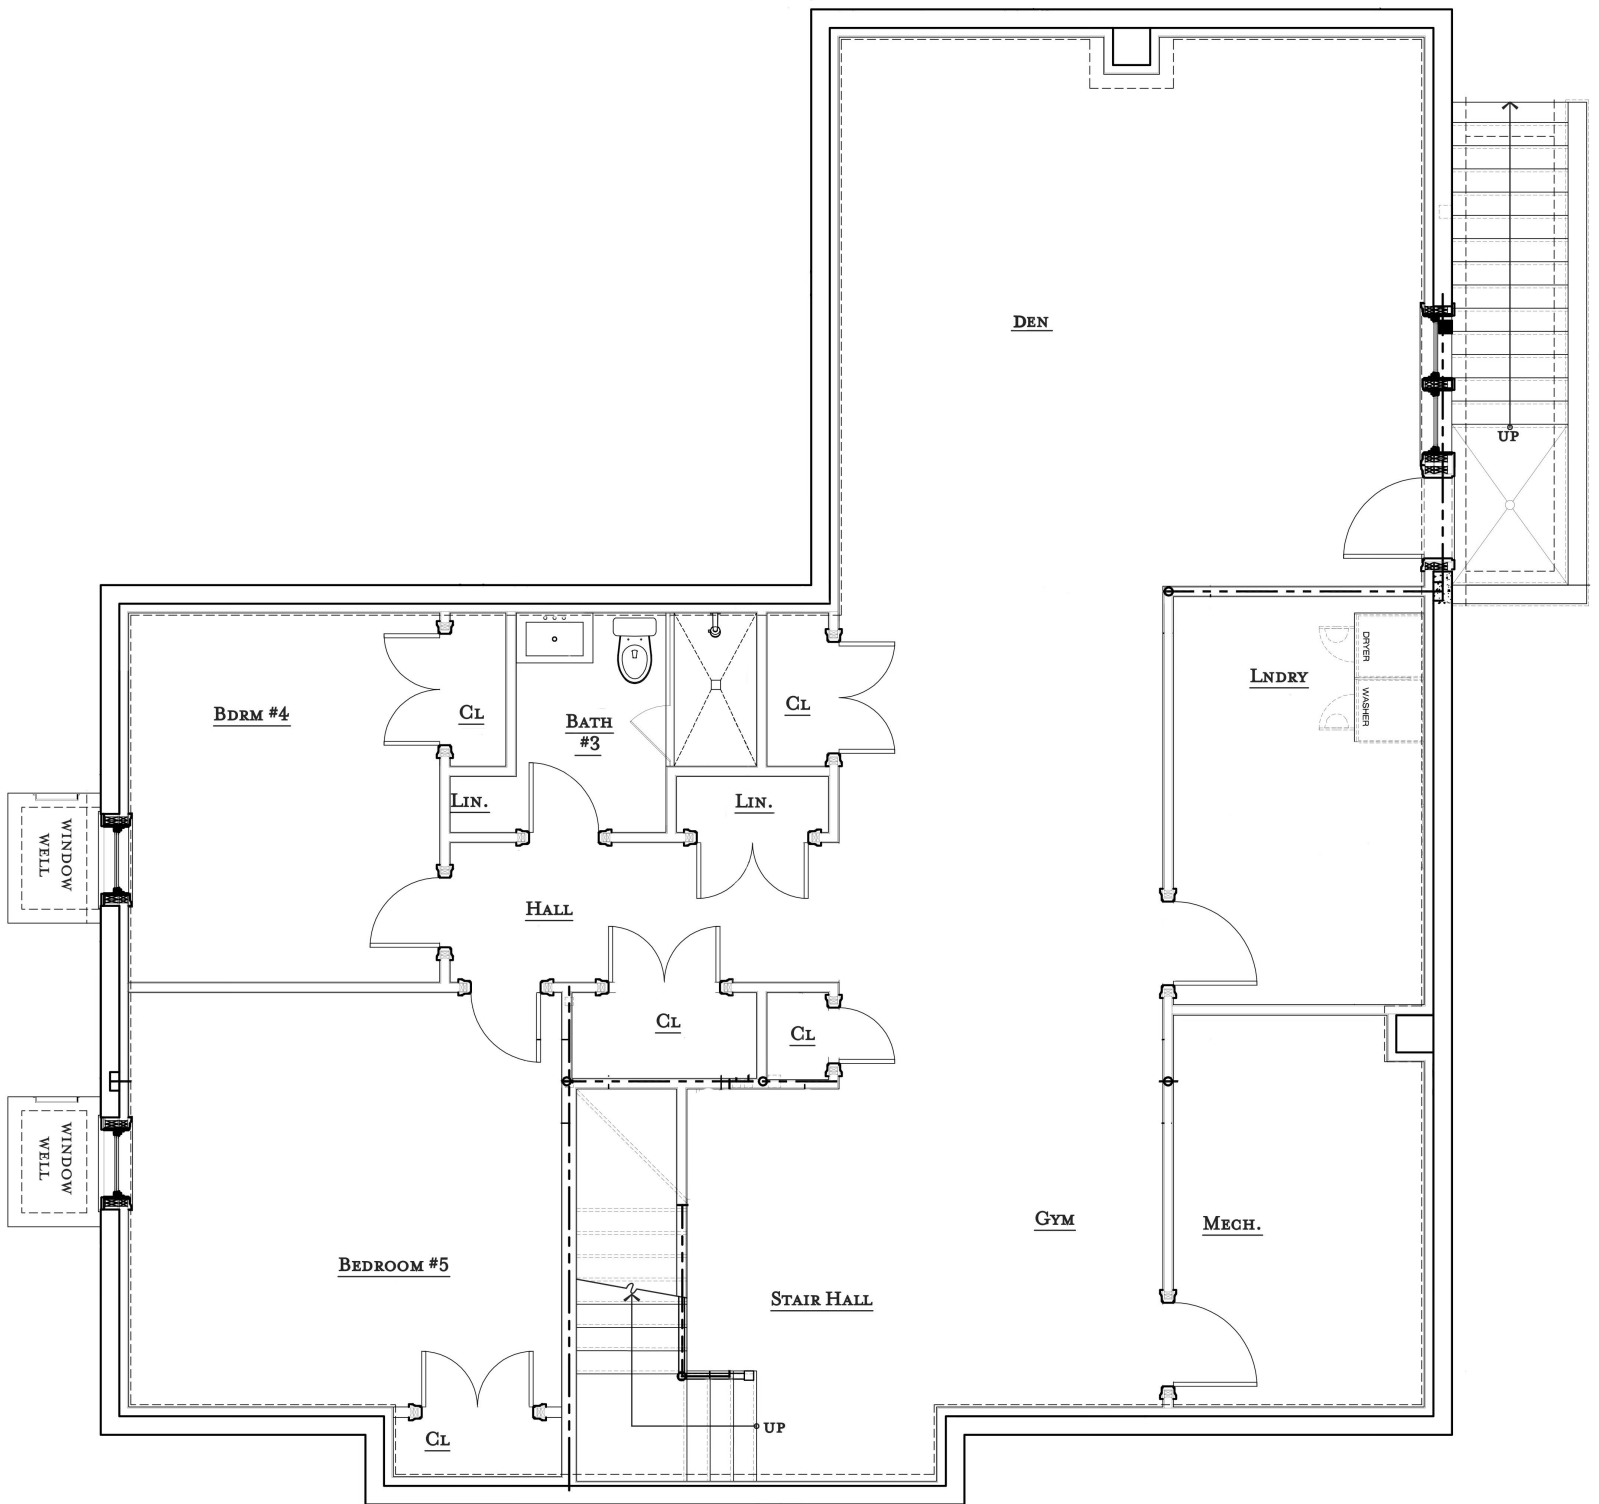 DEN
UP
DRYER
LNDRY
WASHER
BDRM #4
CL
BATH
#3
CL
LIN.
LIN.
WINDOW
WELL
HALL
CL
CL
WINDOW
WELL
GYM
MECH.
BEDROOM #5
STAIR HALL
CL
UP